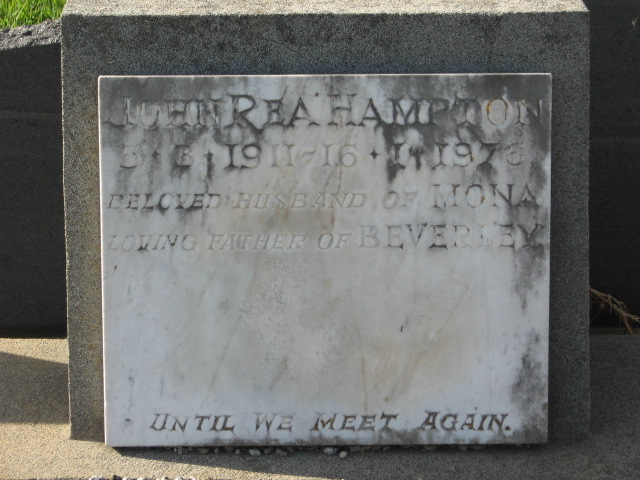 JOHN REA HAMPTON
3·3·1911-16·1·1976
BELOVED HUSBAND OF MONA
LOVING FATHER OF BEVERLEY
UNTIL WE MEET AGAIN.